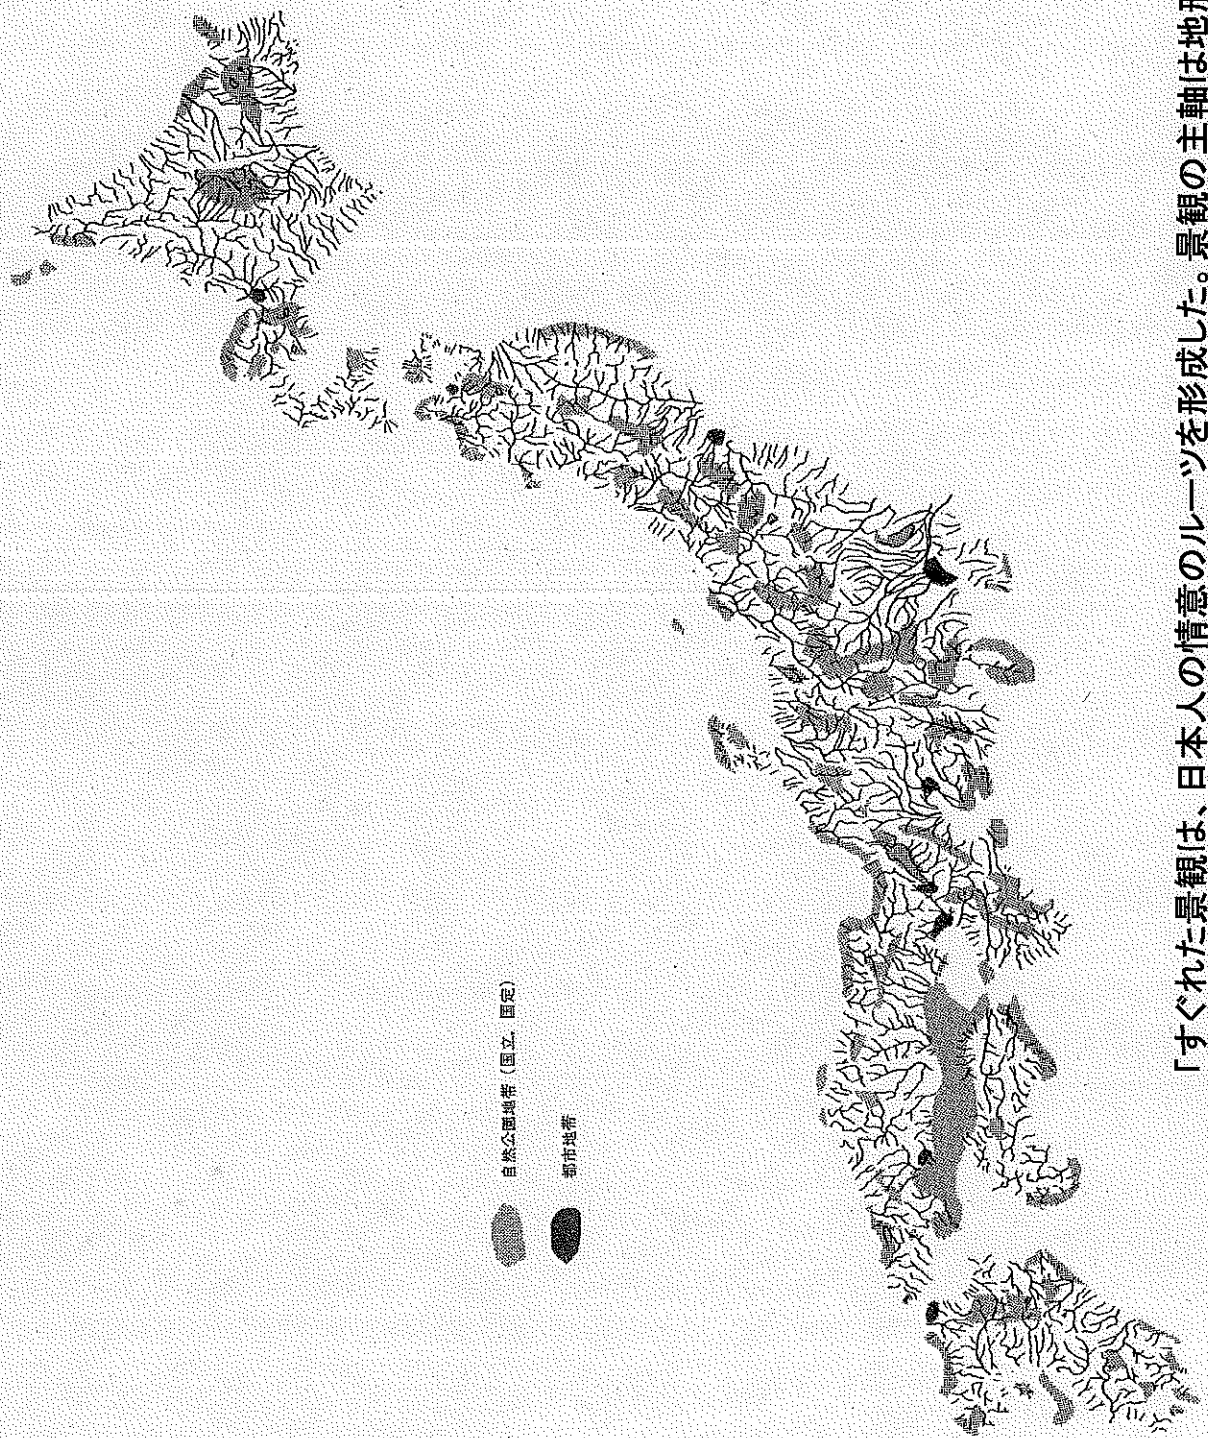 自然公園地帯（国立，国定）
都市地帯
「すぐれた景観は、日本人の情意のルーツを形成した。景観の主軸は地形